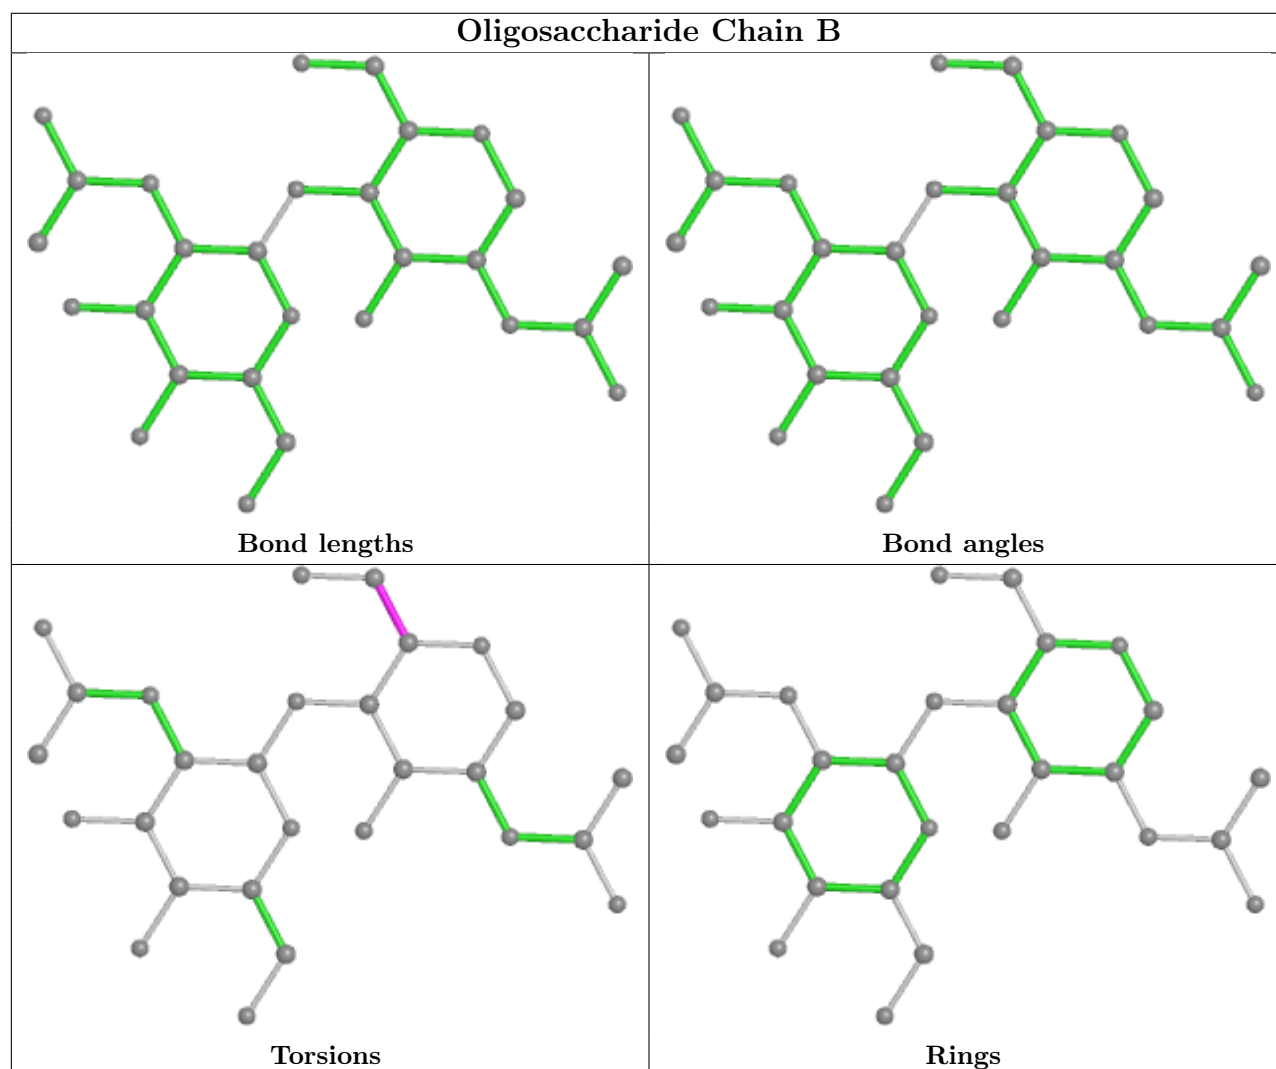 Oligosaccharide Chain B
Bond lengths
Bond angles
Torsions
Rings